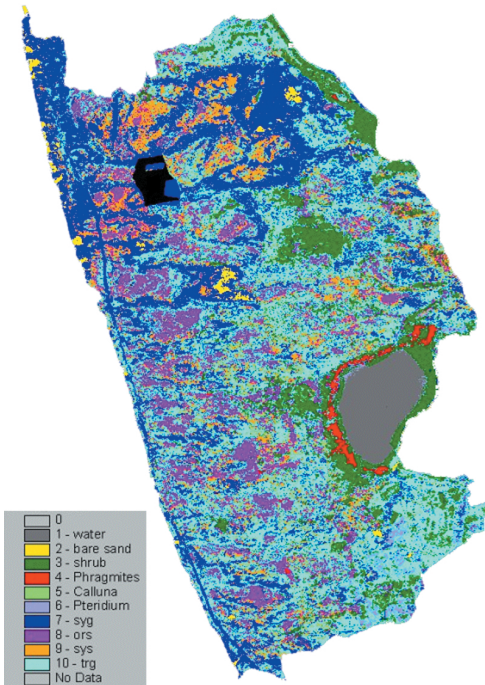 0
1 - water
2 - bare sand
3 - shrub
4 - Phragmites
5 - Calluna
6 - Pteridium
7 - syg
8 - ors
9 - sys
10 - trg
No Data